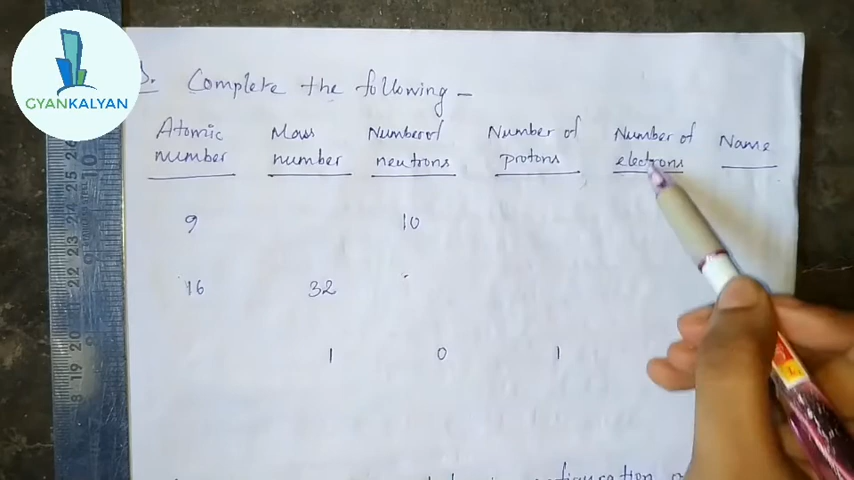 GYANKALYAN
Complete the following -
Atomic number Mass number Number of neutrons Number of protons Number of electrons Name
9 10
16 32
1 0 1